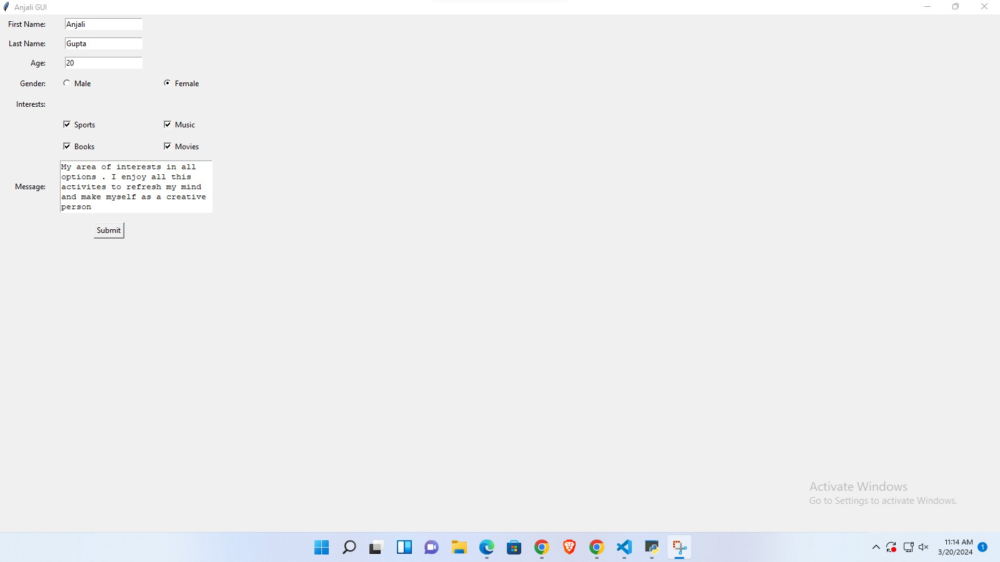 Anjali GUI
First Name: Anjali
Last Name: Gupta
Age: 20
Gender: Male Female
Interests:
Sports Music
Books Movies
Message:
My area of interests in all
options . I enjoy all this
activites to refresh my mind
and make myself as a creative
person
Submit
Activate Windows
Go to Settings to activate Windows.
11:14 AM
3/20/2024
1